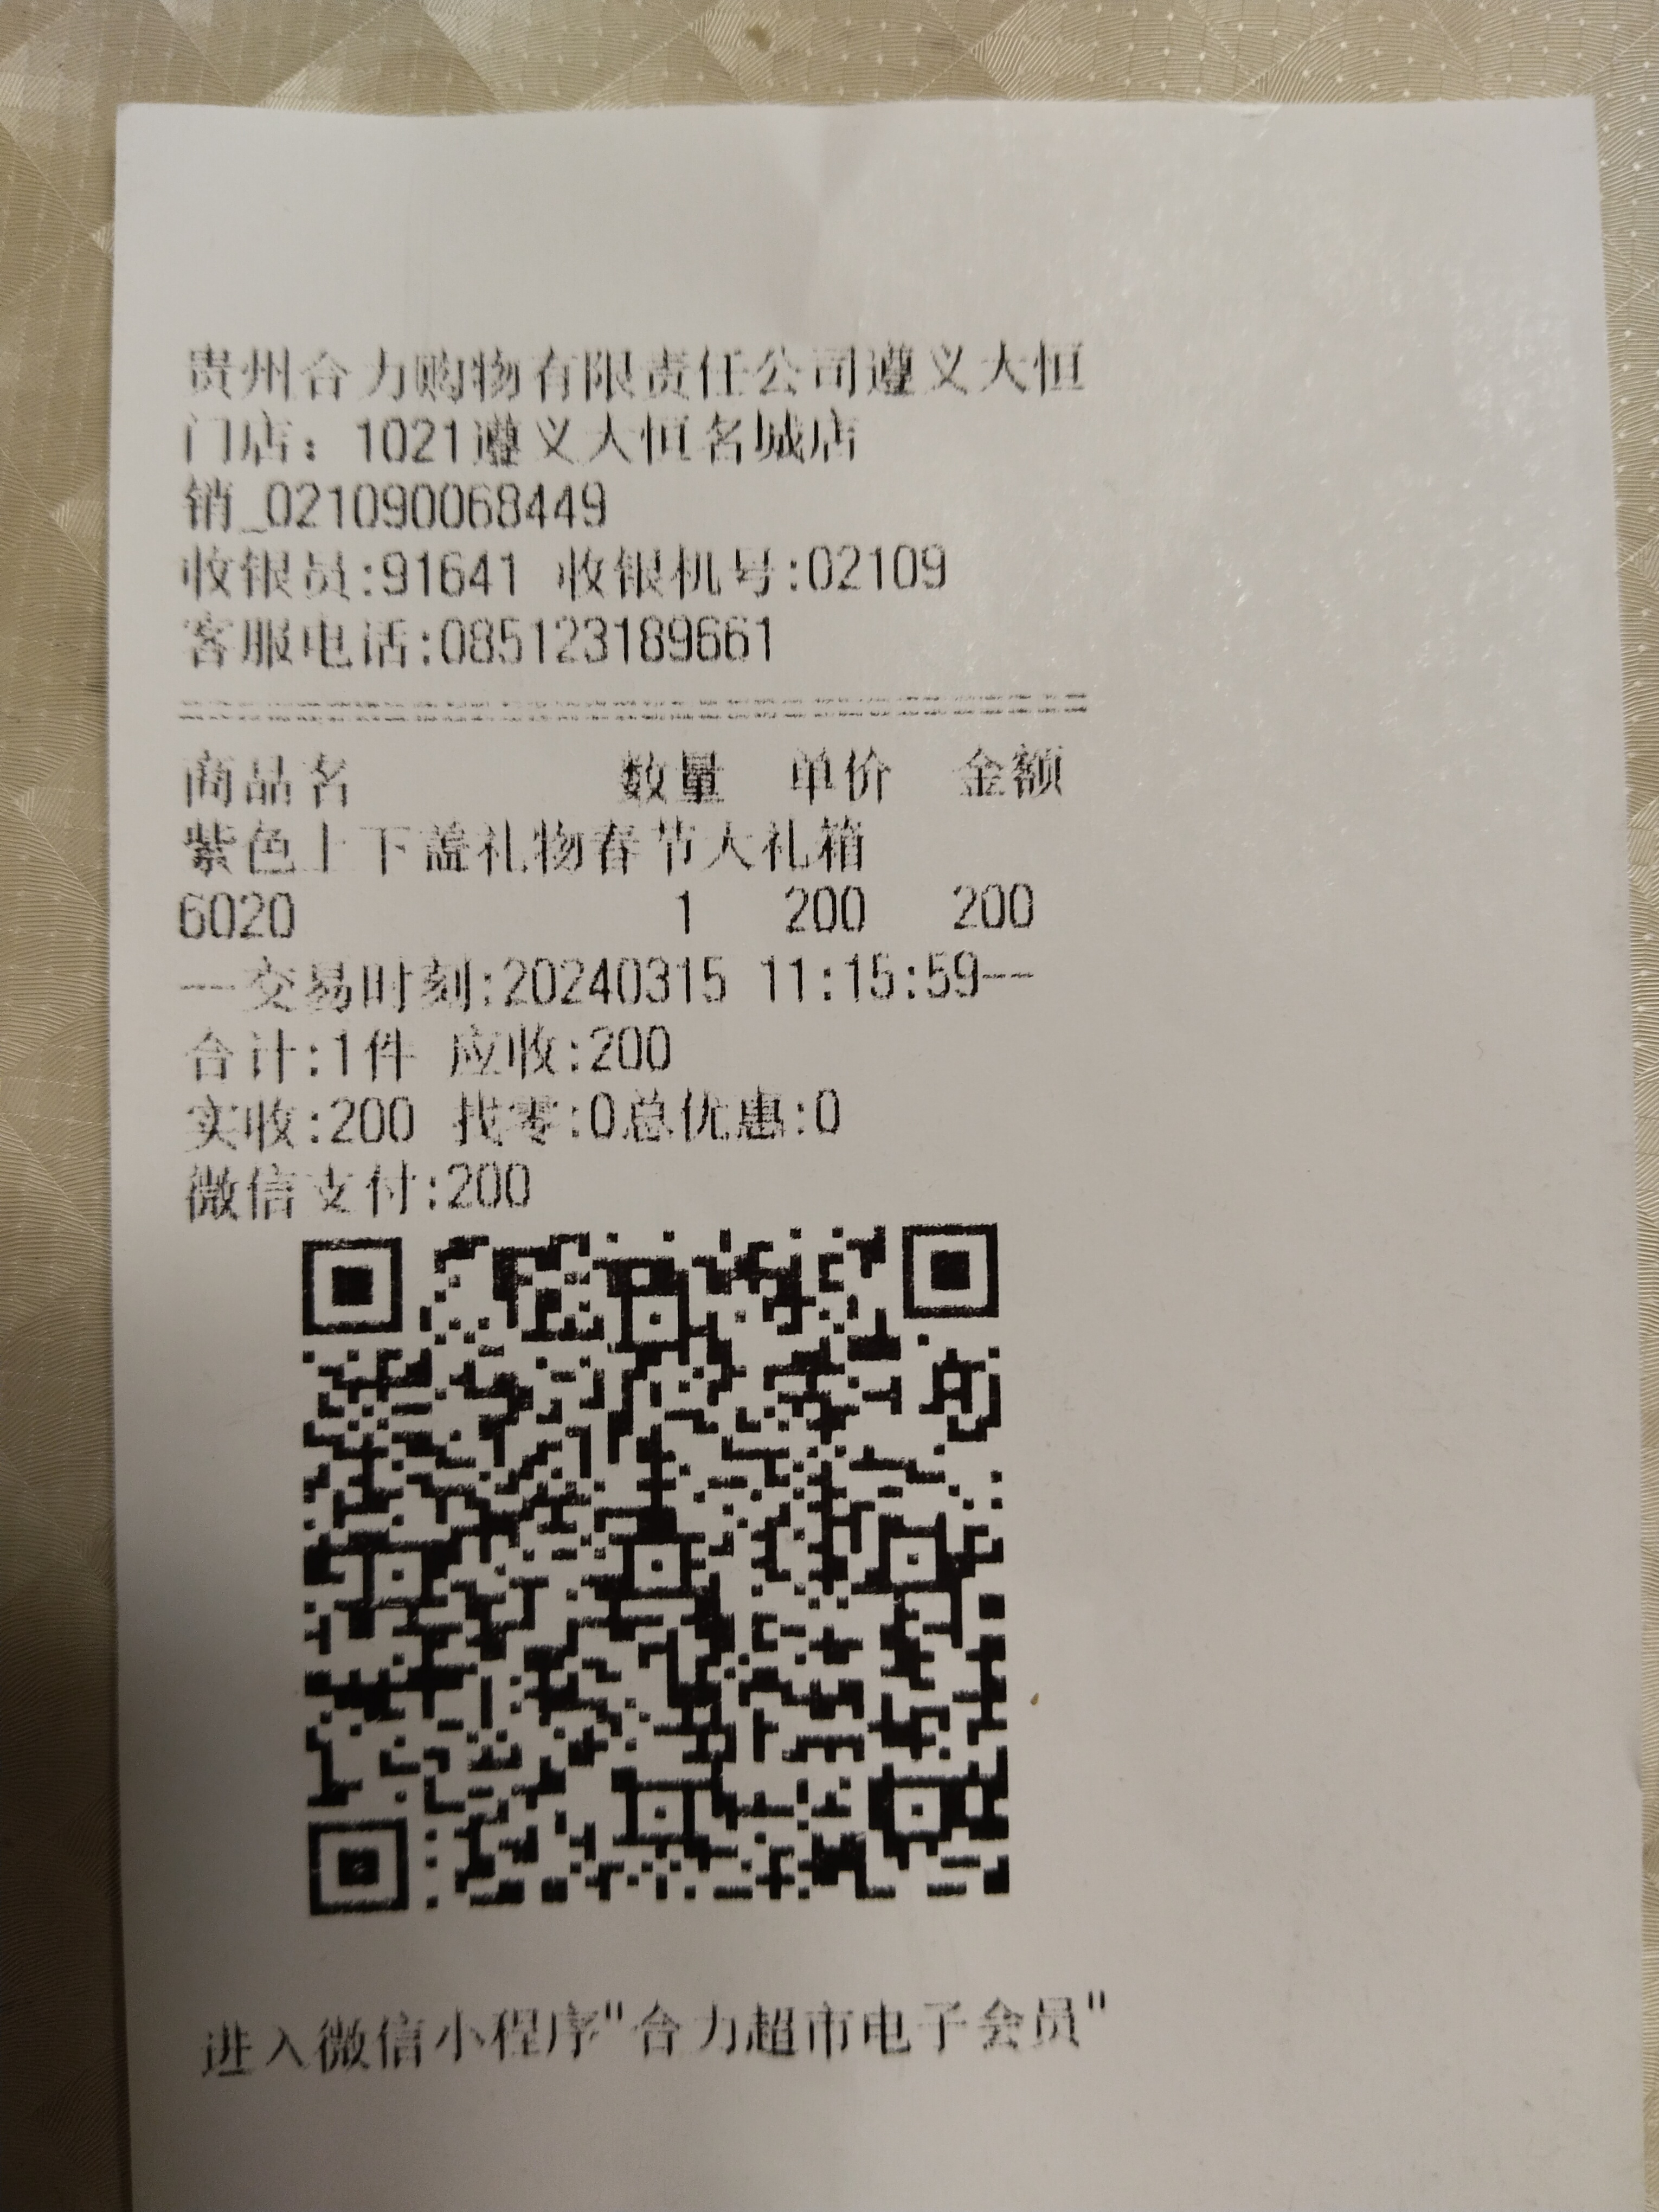 贵州合力购物有限责任公司遵义大恒
门店：1021遵义大恒名城店
销_021090068449
收银员:91641 收银机号:02109
客服电话:085123189661
================================
商品名 数量 单价 金额
紫色上下盖礼物春节大礼箱
6020 1 200 200
--交易时刻:20240315 11:15:59--
合计:1件 应收:200
实收:200 找零:0总优惠:0
微信支付:200
进入微信小程序"合力超市电子会员"